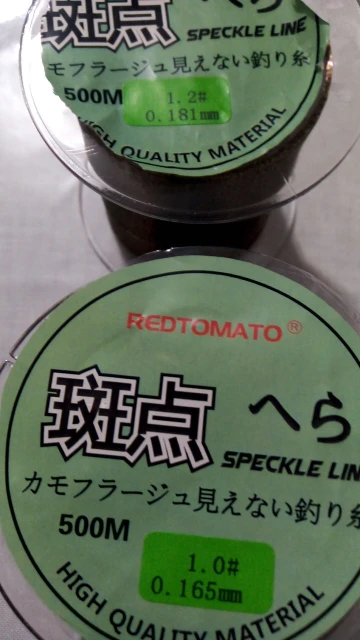 斑点 へら
SPECKLE LINE
モフラージュ見えない釣り糸
500M
1.2#
0.181mm
HIGH QUALITY MATERIAL
REDTOMATO®
斑点 へら
SPECKLE LIN
カモフラージュ見えない釣り糸
500M
1.0#
0.165mm
HIGH QUALITY MATERIAL